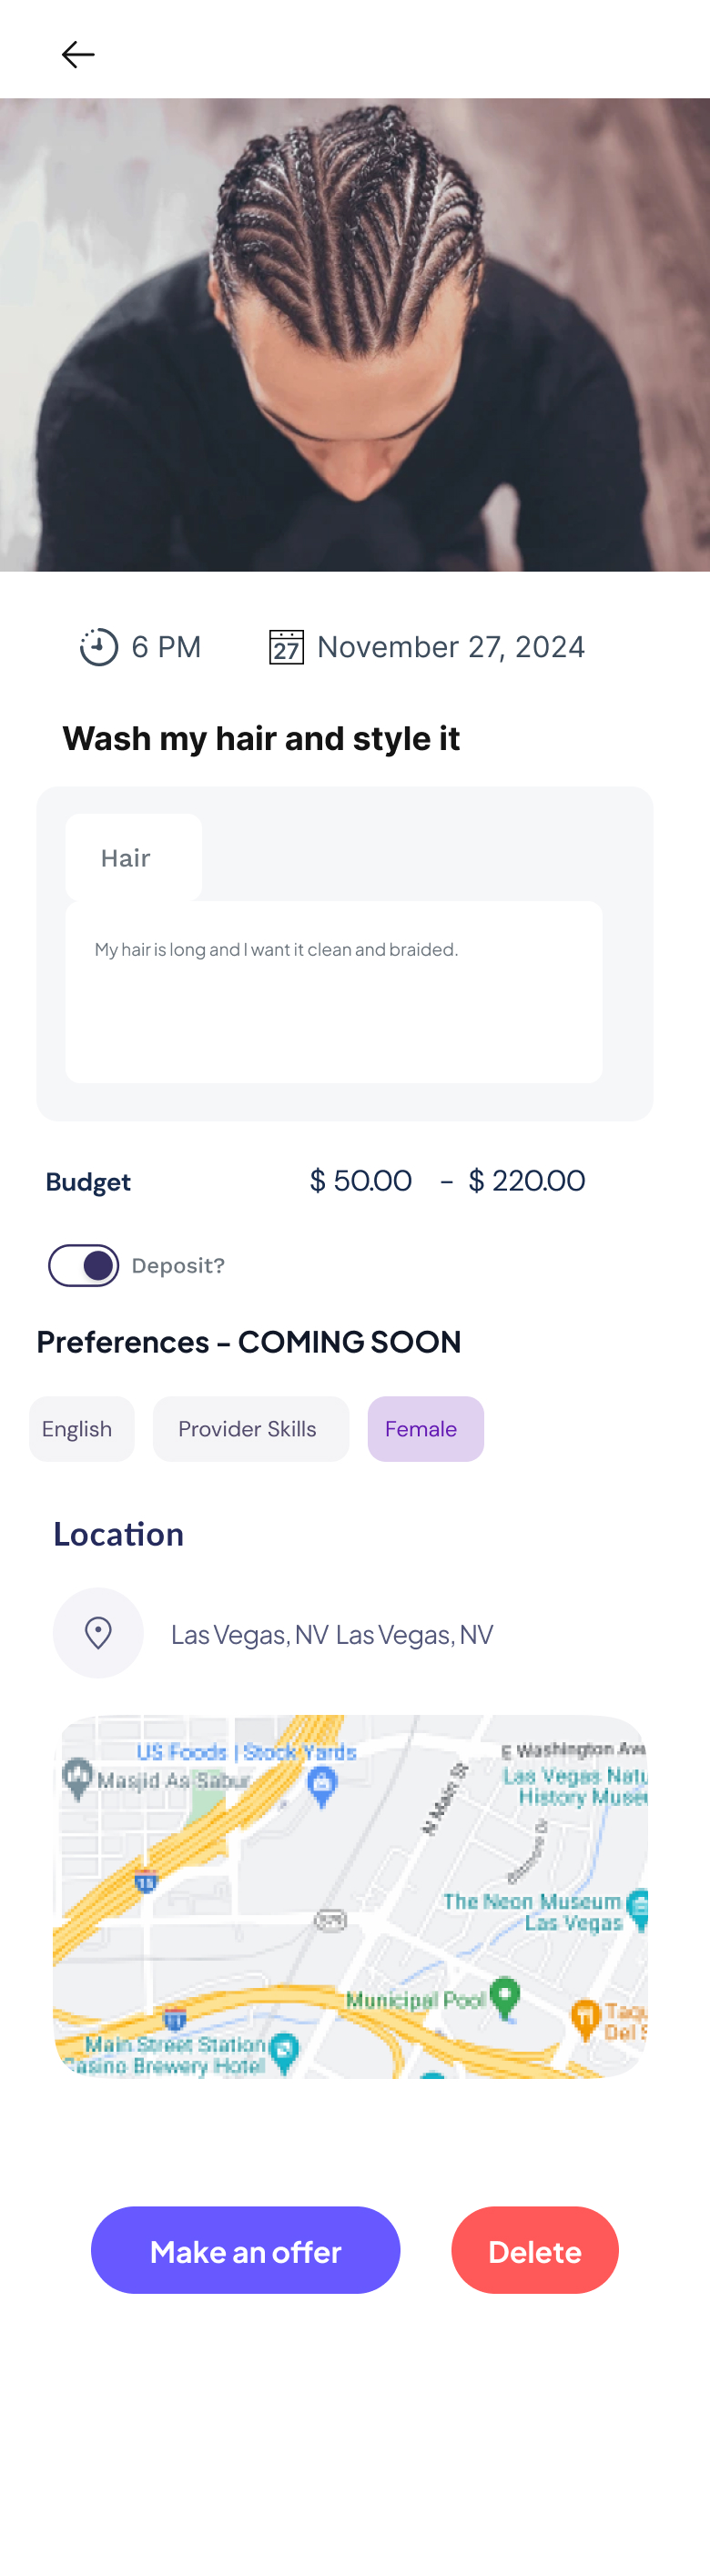 6 PM
27
November 27, 2024
Wash my hair and style it
Hair
My hair is long and I want it clean and braided.
Budget
$ 50.00 - $ 220.00
Deposit?
Preferences - COMING SOON
English
Provider Skills
Female
Location
Las Vegas, NV Las Vegas, NV
US Foods | Stock Yards
E Washington Ave
Masjid As-Sabur
Las Vegas Natu
History Muse
N Main St
15
The Neon Museum
Las Vegas
Municipal Pool
Taqu
Del S
Main Street Station
Casino Brewery Hotel
Make an offer
Delete